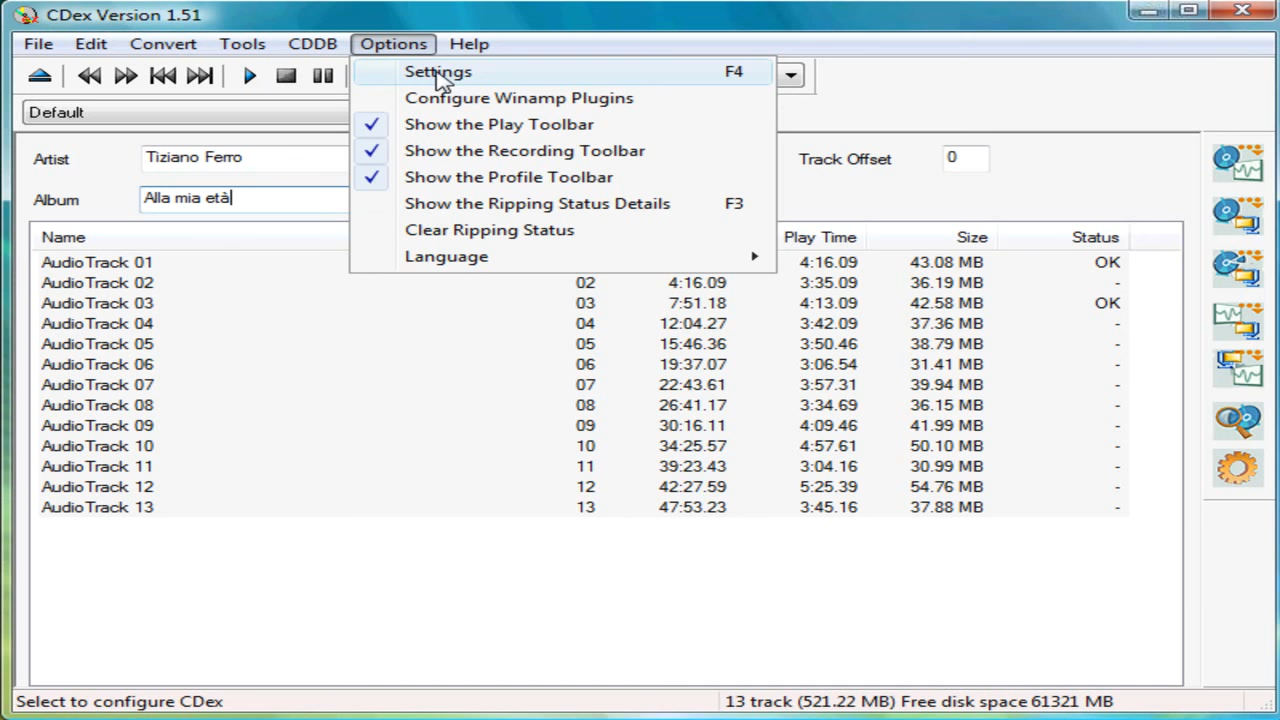 CDex Version 1.51
File Edit Convert Tools CDDB Options Help
Settings F4
Configure Winamp Plugins
Default
Show the Play Toolbar
Show the Recording Toolbar
Show the Profile Toolbar
Show the Ripping Status Details F3
Clear Ripping Status
Language
Artist Tiziano Ferro Track Offset 0
Album Alla mia età
Name Play Time Size Status
AudioTrack 01 4:16.09 43.08 MB OK
AudioTrack 02 02 4:16.09 3:35.09 36.19 MB -
AudioTrack 03 03 7:51.18 4:13.09 42.58 MB OK
AudioTrack 04 04 12:04.27 3:42.09 37.36 MB -
AudioTrack 05 05 15:46.36 3:50.46 38.79 MB -
AudioTrack 06 06 19:37.07 3:06.54 31.41 MB -
AudioTrack 07 07 22:43.61 3:57.31 39.94 MB -
AudioTrack 08 08 26:41.17 3:34.69 36.15 MB -
AudioTrack 09 09 30:16.11 4:09.46 41.99 MB -
AudioTrack 10 10 34:25.57 4:57.61 50.10 MB -
AudioTrack 11 11 39:23.43 3:04.16 30.99 MB -
AudioTrack 12 12 42:27.59 5:25.39 54.76 MB -
AudioTrack 13 13 47:53.23 3:45.16 37.88 MB -
Select to configure CDex 13 track (521.22 MB) Free disk space 61321 MB